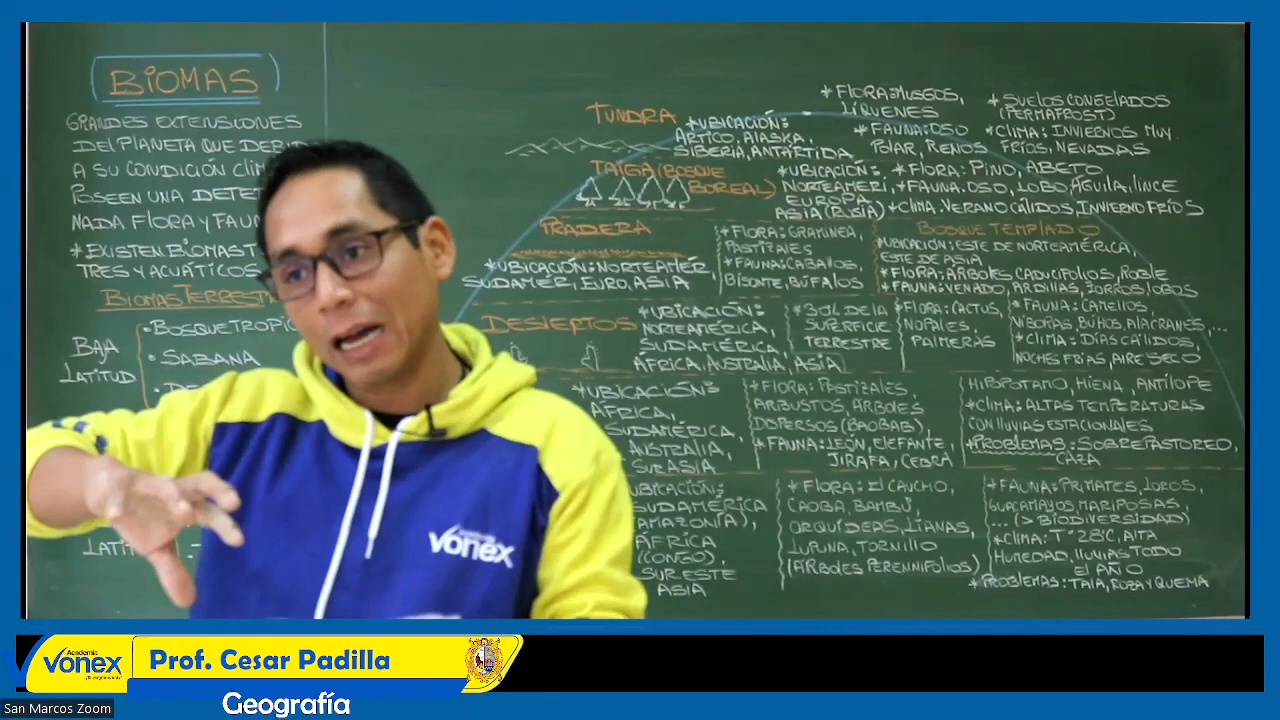 BIOMAS
GRANDES EXTENSIONES
DEL PLANETA QUE DEBID
A SU CONDICIÓN CLIM
POSEEN UNA DETE
NADA FLORA Y FAUN
*EXISTEN BIOMAS T
TRES Y ACUÁTICOS
BIOMAS TERREST
BAJA
LATITUD
• BOSQUE TROPIC
• SABANA
• DE
LATIT
TUNDRA
*UBICACIÓN:
ÁRTICO, ALASKA,
SIBERIA, ANTÁRTIDA
*FLORA: MUSGOS,
LÍQUENES
*FAUNA: OSO
POLAR, RENOS
*SUELOS CONGELADOS
(PERMAFROST)
*CLIMA: INVIERNOS MUY
FRÍOS, NEVADAS
TAIGA (BOSQUE
BOREAL)
*UBICACIÓN:
NORTEAMERI,
EUROPA
ASIA (RUSIA)
*FLORA: PINO, ABETO
*FAUNA: OSO, LOBO, ÁGUILA, LINCE
*CLIMA: VERANO CÁLIDOS, INVIERNO FRÍOS
PRADERA
*UBICACIÓN: NORTEAMÉR,
SUDAMÉR, EURO, ASIA
*FLORA: GRAMINEA,
PASTIZALES
*FAUNA: CABALLOS,
BISONTE, BÚFALOS
BOSQUE TEMPLADO
*UBICACIÓN: ESTE DE NORTEAMÉRICA,
ESTE DE ASIA
*FLORA: ÁRBOLES CADUCIFOLIOS, ROBLE
*FAUNA: VENADO, ARDILLAS, ZORROS, LOBOS
DESIERTOS
*UBICACIÓN:
NORTEAMÉRICA,
SUDAMÉRICA,
ÁFRICA, AUSTRALIA, ASIA
*30% DE LA
SUPERFICIE
TERRESTRE
*FLORA: CACTUS,
NOPALES,
PALMERAS
*FAUNA: CAMELLOS,
VÍBORAS, BÚHOS, ALACRANES,...
*CLIMA: DÍAS CÁLIDOS,
NOCHES FRÍAS, AIRE SECO
*UBICACIÓN:
ÁFRICA,
SUDAMÉRICA,
AUSTRALIA,
SUR ASIA
*FLORA: PASTIZALES,
ARBUSTOS, ÁRBOLES
DISPERSOS (BAOBAB)
*FAUNA: LEÓN, ELEFANTE,
JIRAFA, CEBRA
HIPOPOTAMO, HIENA, ANTÍLOPE
*CLIMA: ALTAS TEMPERATURAS
CON LLUVIAS ESTACIONALES
*PROBLEMAS: SOBREPASTOREO,
CAZA
UBICACIÓN:
SUDAMÉRICA
(AMAZONÍA),
ÁFRICA
(CONGO),
SURESTE
ASIA
*FLORA: EL CAUCHO,
CAOBA, BAMBÚ,
ORQUÍDEAS, LIANAS,
LUPUNA, TORNILLO
(ÁRBOLES PERENNIFOLIOS)
*FAUNA: PRIMATES, LOROS,
GUACAMAYOS, MARIPOSAS,
... (> BIODIVERSIDAD)
*CLIMA: T° 28°C, ALTA
HUMEDAD, LLUVIAS TODO
EL AÑO
*PROBLEMAS: TALA, ROZA Y QUEMA
Academia
vonex
Academia
vonex
Prof. Cesar Padilla
Geografía
San Marcos Zoom